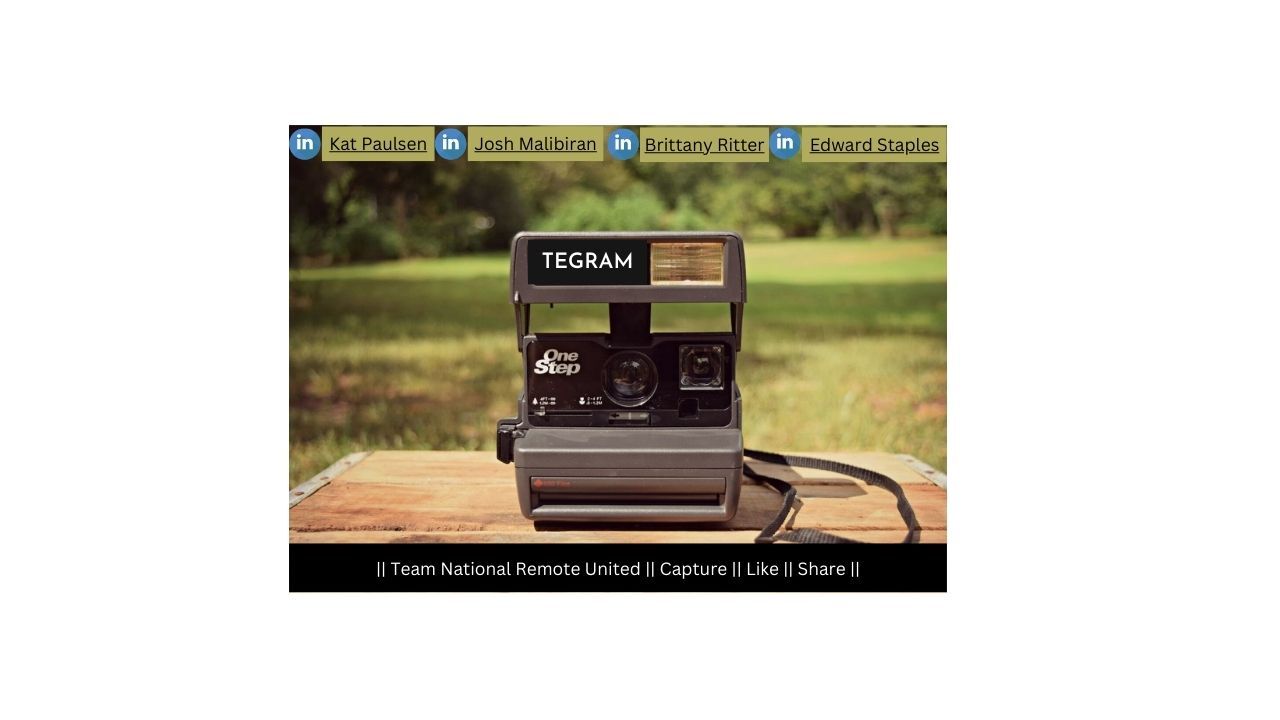 in Kat Paulsen in Josh Malibiran in Brittany Ritter in Edward Staples
TEGRAM
One
Step
|| Team National Remote United || Capture || Like || Share ||